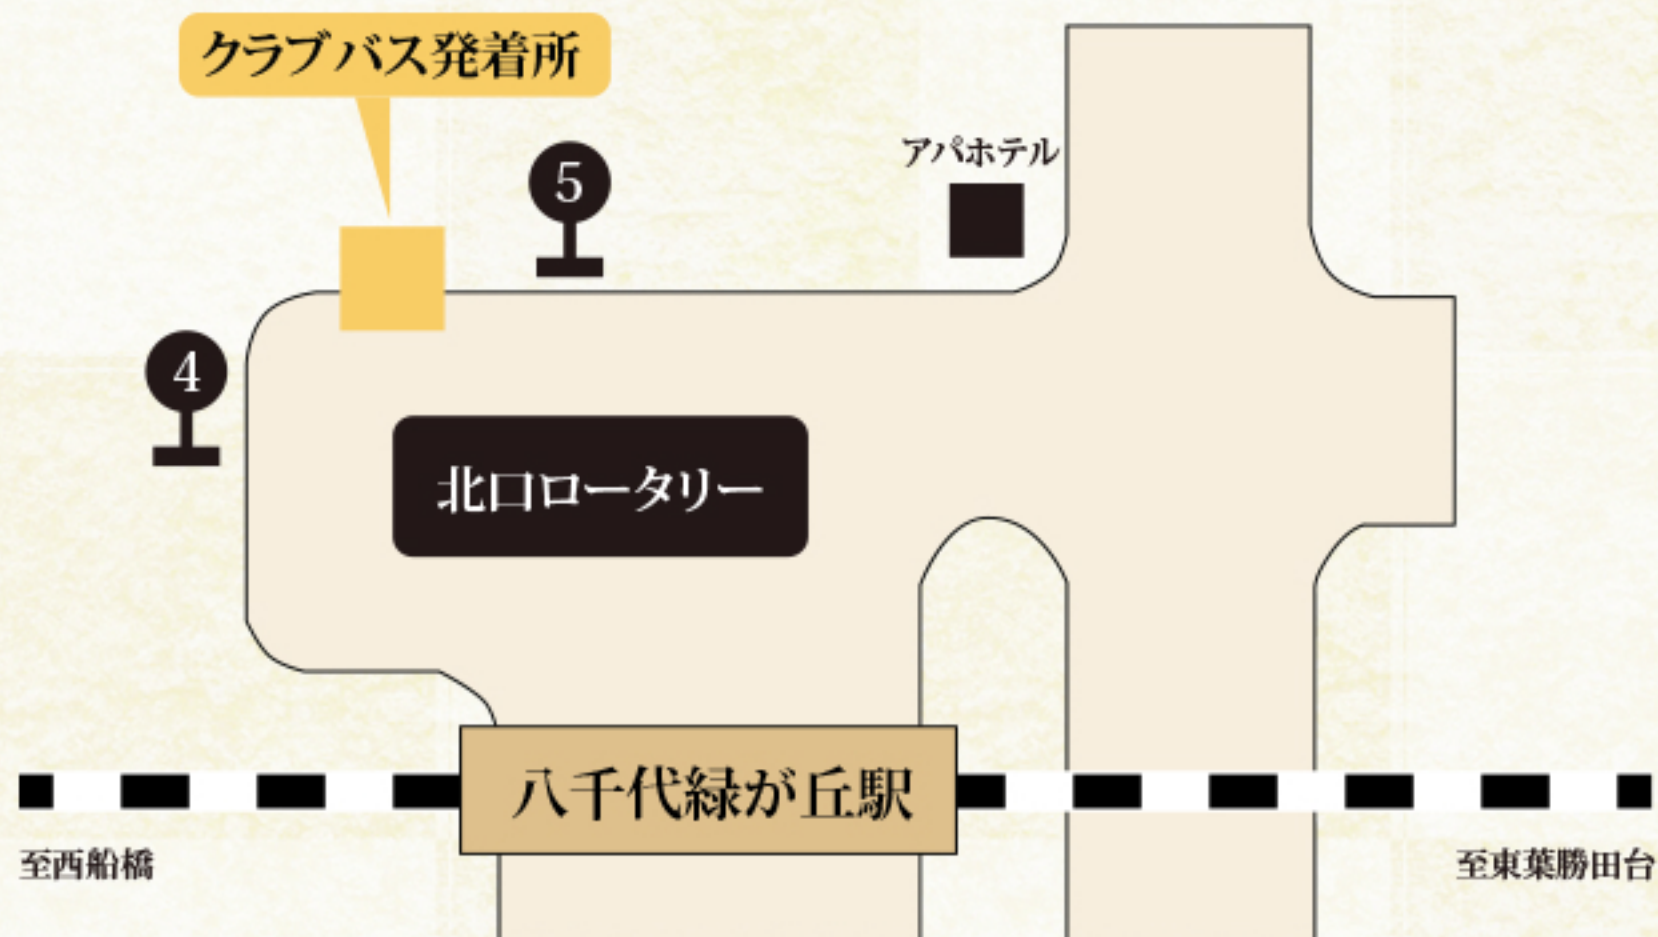 クラブバス発着所
5
アパホテル
4
北口ロータリー
八千代緑が丘駅
至西船橋
至東葉勝田台